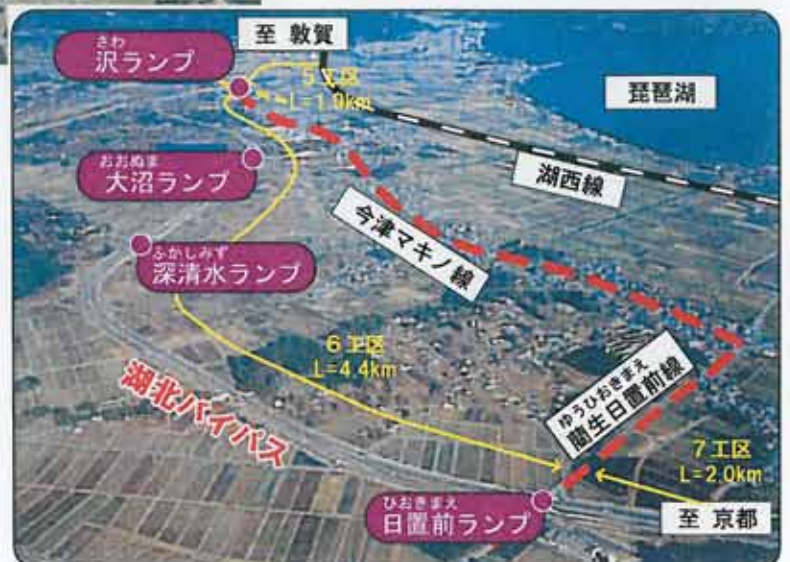 至 敦賀
さわ
沢ランプ
5工区
L=1.0km
琵琶湖
おおぬま
大沼ランプ
湖西線
今津マキノ線
ふかしみず
深清水ランプ
6工区
L=4.4km
湖北バイパス
ゆうひおきまえ
藺生日置前線
7工区
L=2.0km
ひおきまえ
日置前ランプ
至 京都